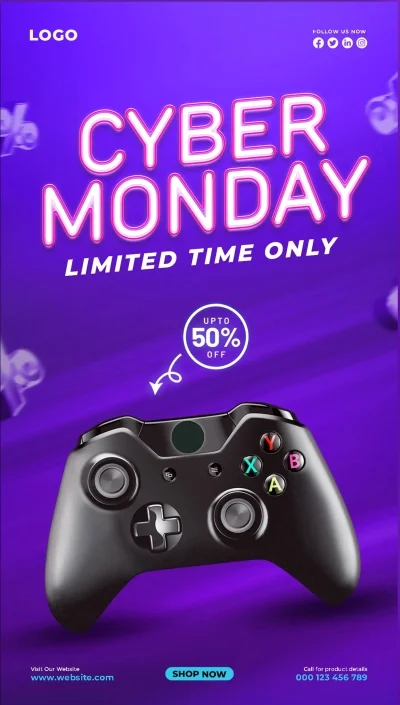 LOGO
FOLLOW US NOW
CYBER
MONDAY
LIMITED TIME ONLY
UPTO
50%
OFF
Y
X
B
A
Visit Our Website
www.website.com
SHOP NOW
Call for product details
000 123 456 789
%
%